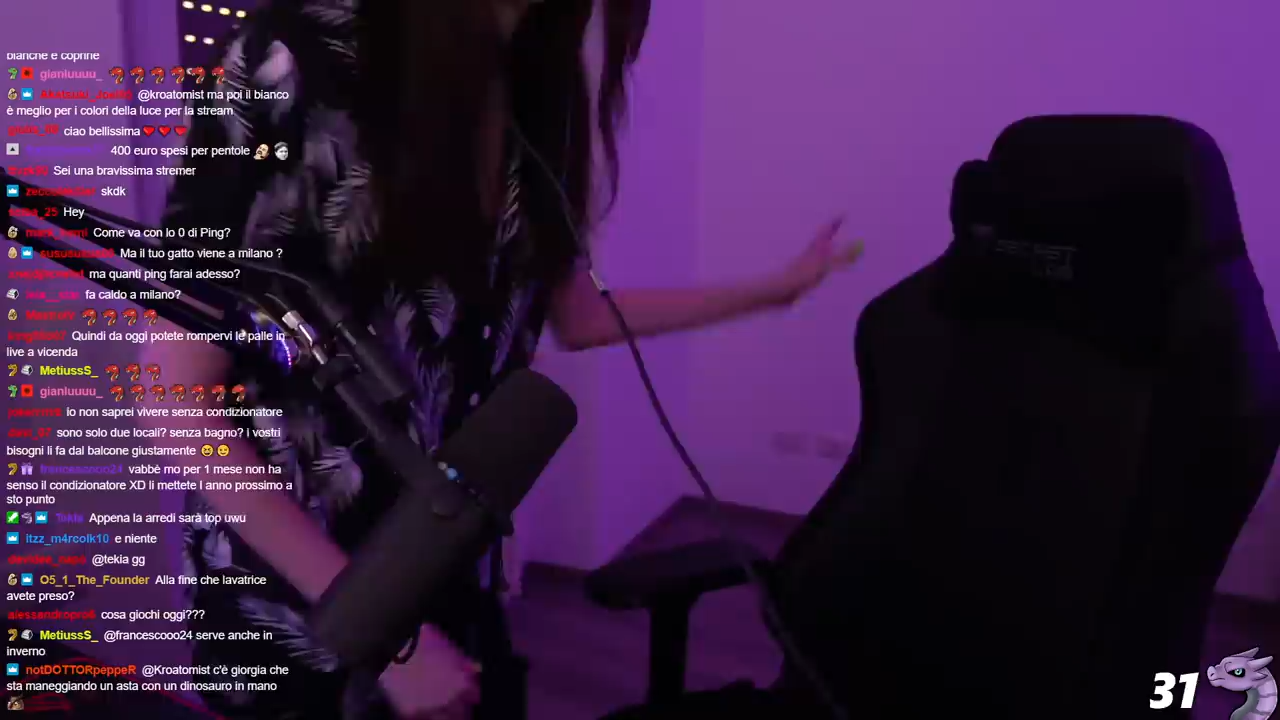 bianche e coprile
gianluuuu_
@kroatomist ma poi il bianco
è meglio per i colori della luce per la stream
ciao bellissima
400 euro spesi per pentole
Sei una bravissima stremer
skdk
Hey
Come va con lo 0 di Ping?
Ma il tuo gatto viene a milano ?
ma quanti ping farai adesso?
fa caldo a milano?
Quindi da oggi potete rompervi le palle in
live a vicenda
MetiussS_
gianluuuu_
io non saprei vivere senza condizionatore
sono solo due locali? senza bagno? i vostri
bisogni li fa dal balcone giustamente
francescooo24 vabbè mo per 1 mese non ha
senso il condizionatore XD li mettete l anno prossimo a
sto punto
Tekia Appena la arredi sarà top uwu
itzz_m4rcolk10 e niente
@tekia gg
O5_1_The_Founder Alla fine che lavatrice
avete preso?
alessandropro6 cosa giochi oggi???
MetiussS_ @francescooo24 serve anche in
inverno
notDOTTORpeppeR @Kroatomist c'è giorgia che
sta maneggiando un asta con un dinosauro in mano
31